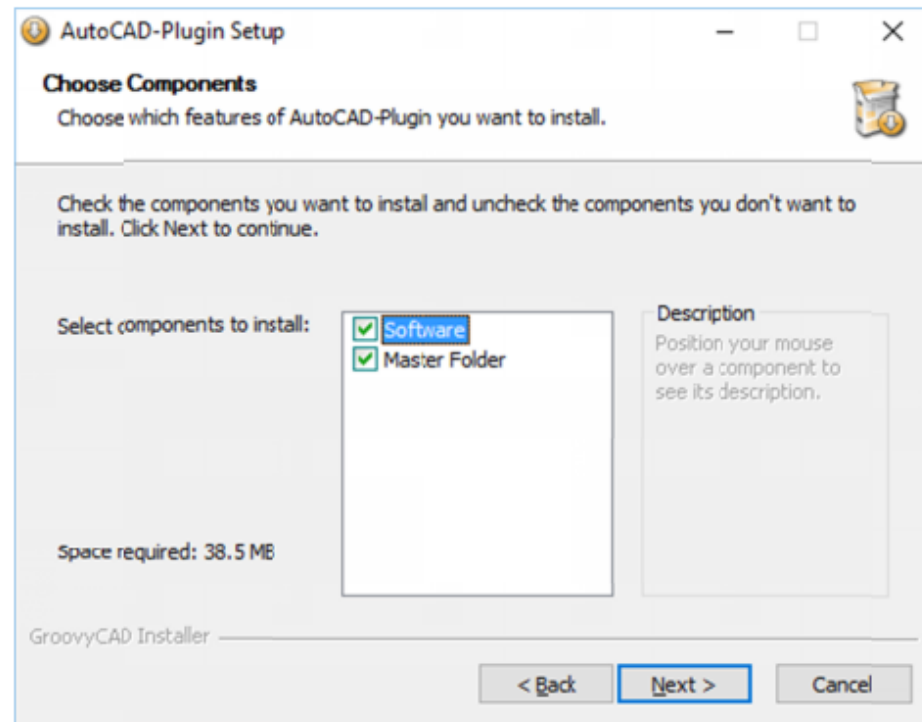 AutoCAD-Plugin Setup
Choose Components
Choose which features of AutoCAD-Plugin you want to install.
Check the components you want to install and uncheck the components you don't want to
install. Click Next to continue.
Select components to install:
Software
Master Folder
Description
Position your mouse
over a component to
see its description.
Space required: 38.5 MB
GroovyCAD Installer
< Back
Next >
Cancel